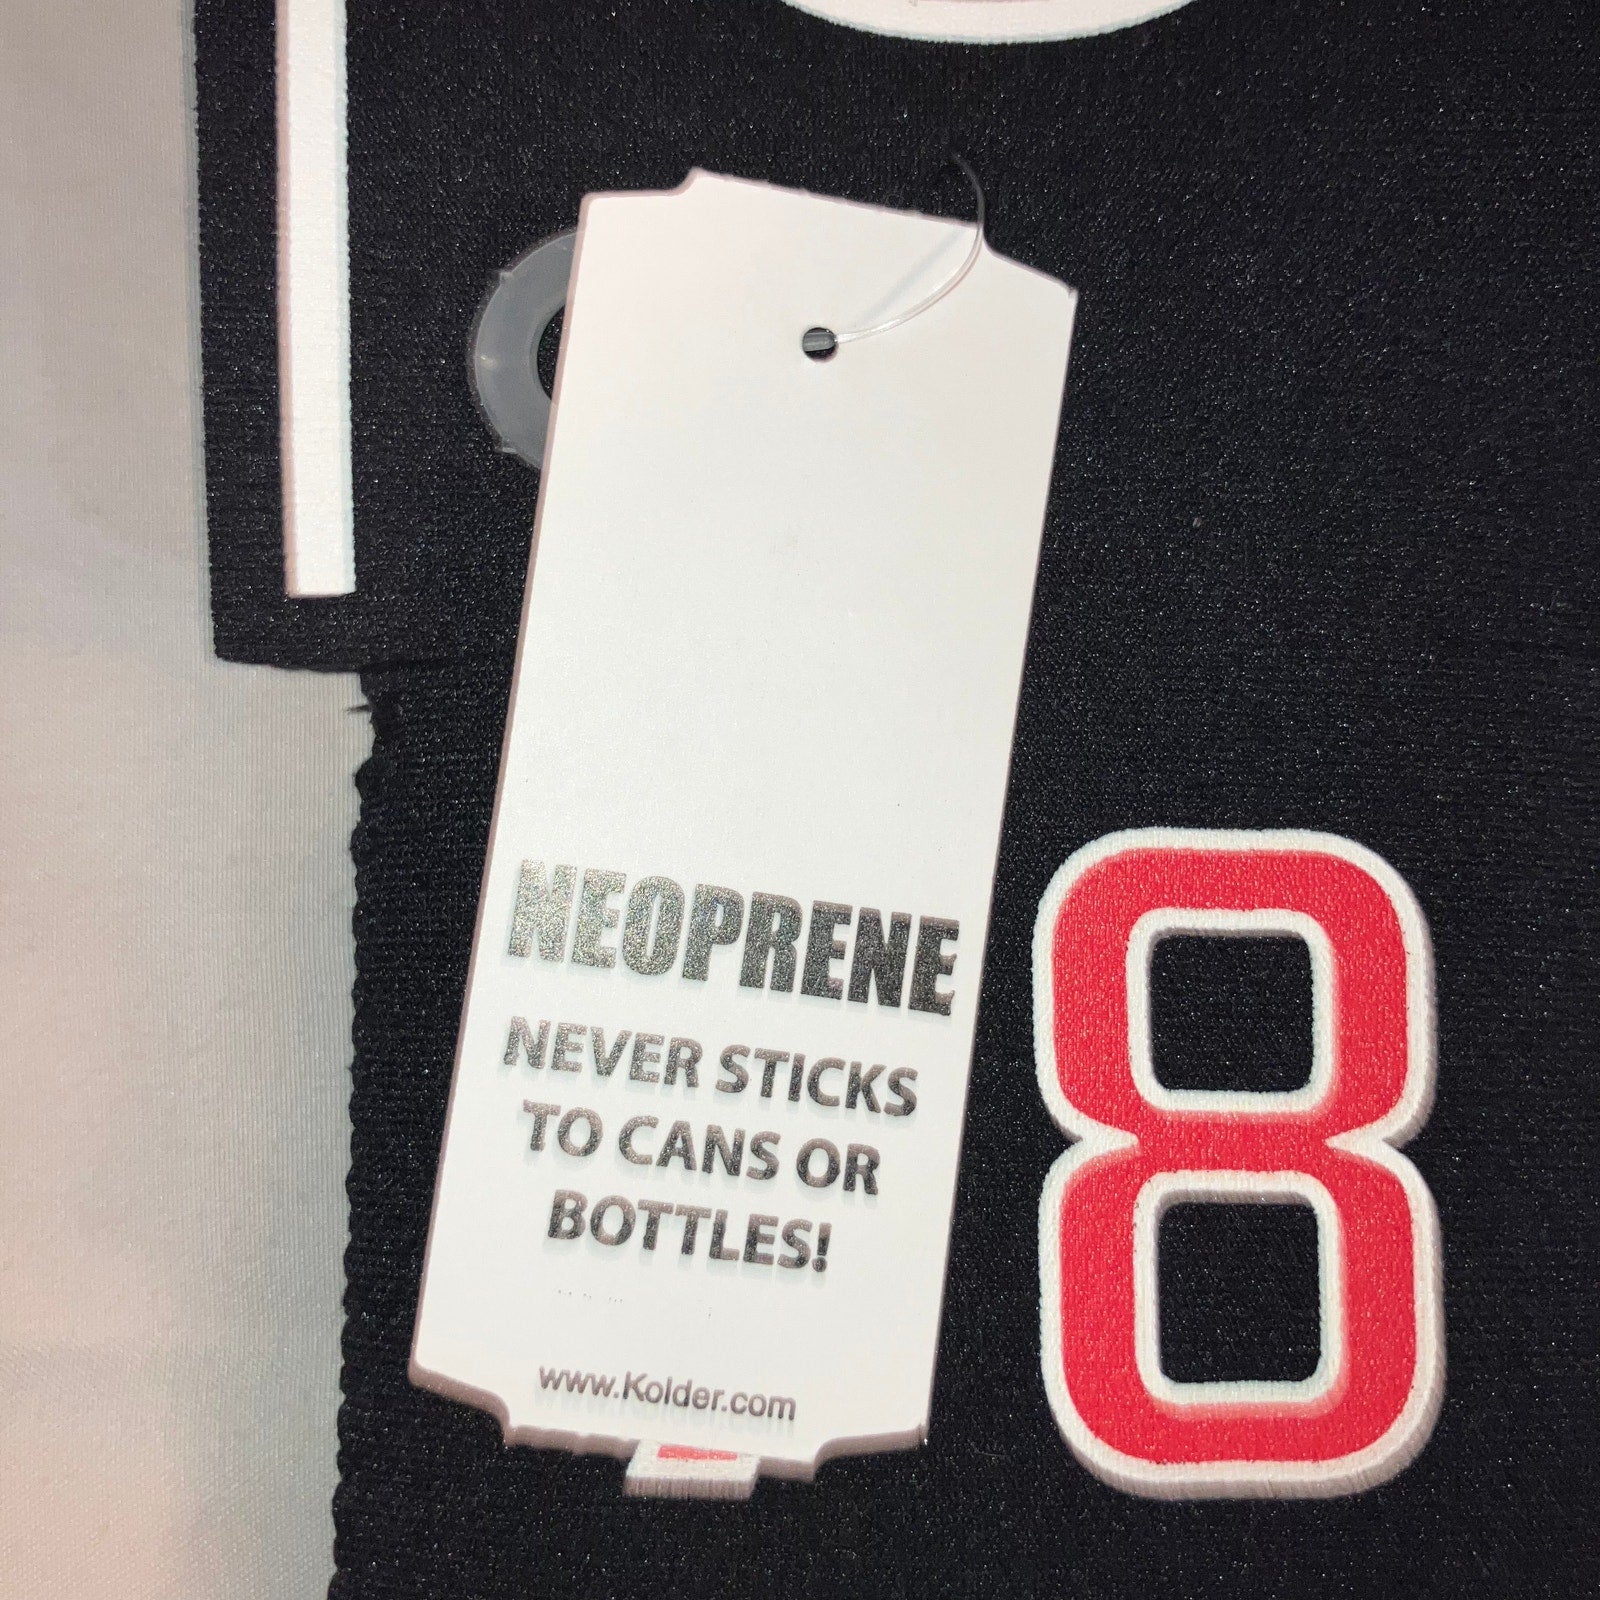 NEOPRENE
NEVER STICKS
TO CANS OR
BOTTLES!
www.Kolder.com
8